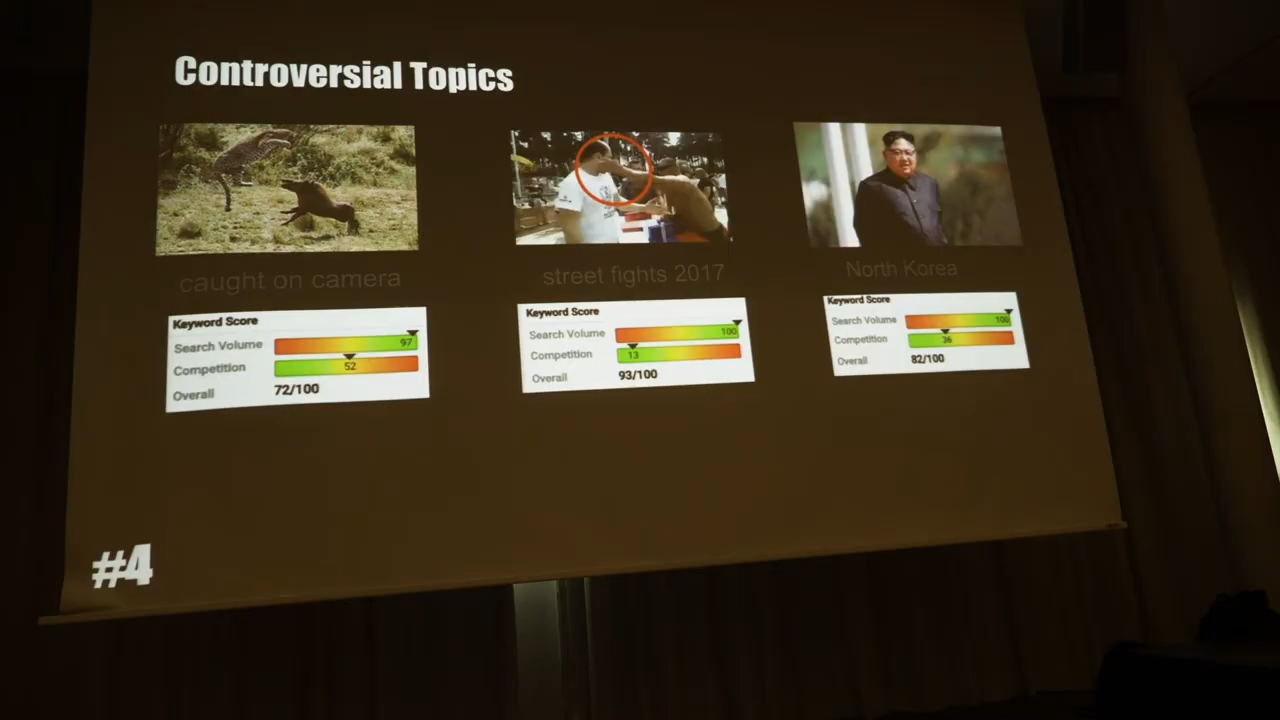 Controversial Topics
caught on camera
Keyword Score
Search Volume 97
Competition 52
Overall 72/100
street fights 2017
Keyword Score
Search Volume 100
Competition 13
Overall 93/100
North Korea
Keyword Score
Search Volume 100
Competition 36
Overall 82/100
#4